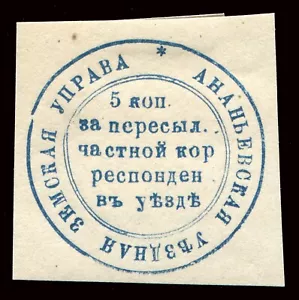 АНАНЬЕВСКАЯ УѢЗДНАЯ ЗЕМСКАЯ УПРАВА *
5 коп.
за пересыл.
частной кор
респонден
въ уѣздѣ